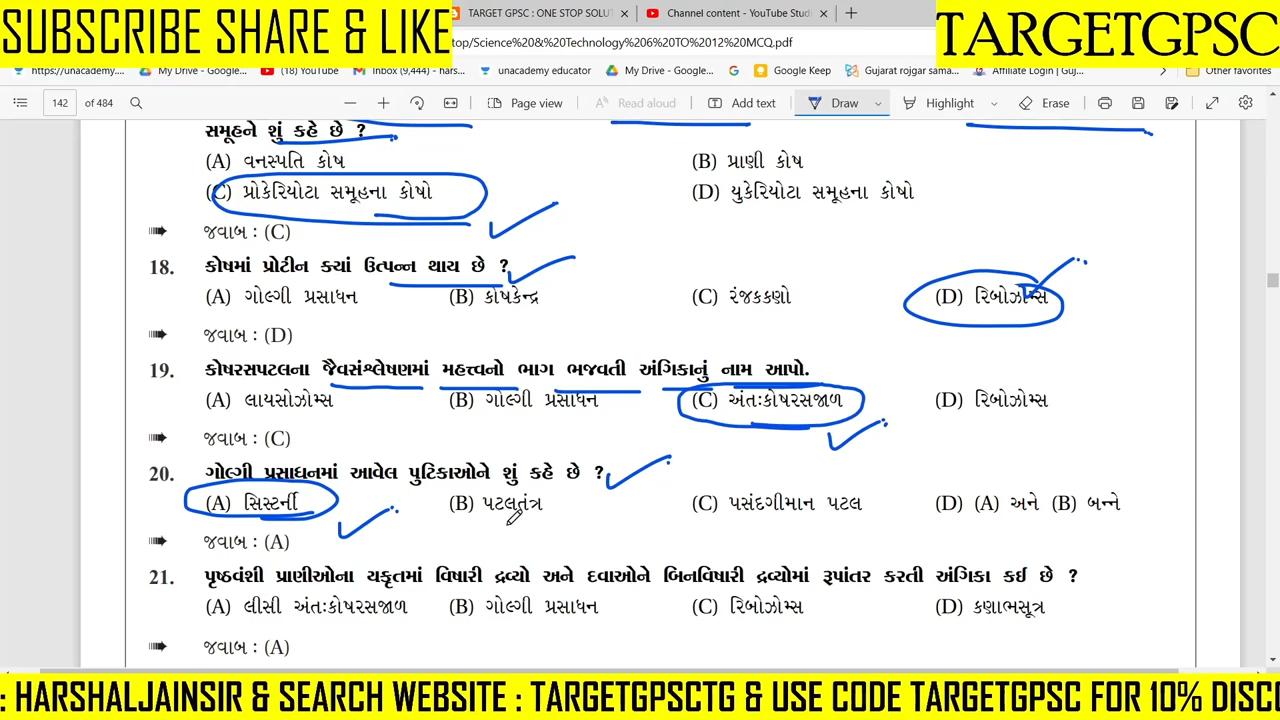 SUBSCRIBE SHARE & LIKE
TARGETGPSC
TARGET GPSC : ONE STOP SOLU
Channel content - YouTube Studi
top/Science%20&%20Technology%206%20TO%2012%20MCQ.pdf
https://unacademy... My Drive - Google... (18) YouTube Inbox (9,444) - hars... unacademy educator My Drive - Google... Google Keep Gujarat rojgar sama... Affiliate Login | Guj... Other favorites
142 of 484 Page view Read aloud Add text Draw Highlight Erase
સમૂહને શું કહે છે ?
(A) વનસ્પતિ કોષ (B) પ્રાણી કોષ
(C) પ્રોકેરિયોટા સમૂહના કોષો (D) યુકેરિયોટા સમૂહના કોષો
જવાબ : (C)
18. કોષમાં પ્રોટીન ક્યાં ઉત્પન્ન થાય છે ?
(A) ગોલ્ગી પ્રસાધન (B) કોષકેન્દ્ર (C) રંજકકણો (D) રિબોઝોમ્સ
જવાબ : (D)
19. કોષરસપટલના જૈવસંશ્લેષણમાં મહત્ત્વનો ભાગ ભજવતી અંગિકાનું નામ આપો.
(A) લાયસોઝોમ્સ (B) ગોલ્ગી પ્રસાધન (C) અંતઃકોષરસજાળ (D) રિબોઝોમ્સ
જવાબ : (C)
20. ગોલ્ગી પ્રસાધનમાં આવેલ પુટિકાઓને શું કહે છે ?
(A) સિસ્ટર્ની (B) પટલતંત્ર (C) પસંદગીમાન પટલ (D) (A) અને (B) બન્ને
જવાબ : (A)
21. પૃષ્ઠવંશી પ્રાણીઓના યકૃતમાં વિષારી દ્રવ્યો અને દવાઓને બિનવિષારી દ્રવ્યોમાં રૂપાંતર કરતી અંગિકા કઈ છે ?
(A) લીસી અંતઃકોષરસજાળ (B) ગોલ્ગી પ્રસાધન (C) રિબોઝોમ્સ (D) કણાભસૂત્ર
જવાબ : (A)
: HARSHALJAINSIR & SEARCH WEBSITE : TARGETGPSCTG & USE CODE TARGETGPSC FOR 10% DISC